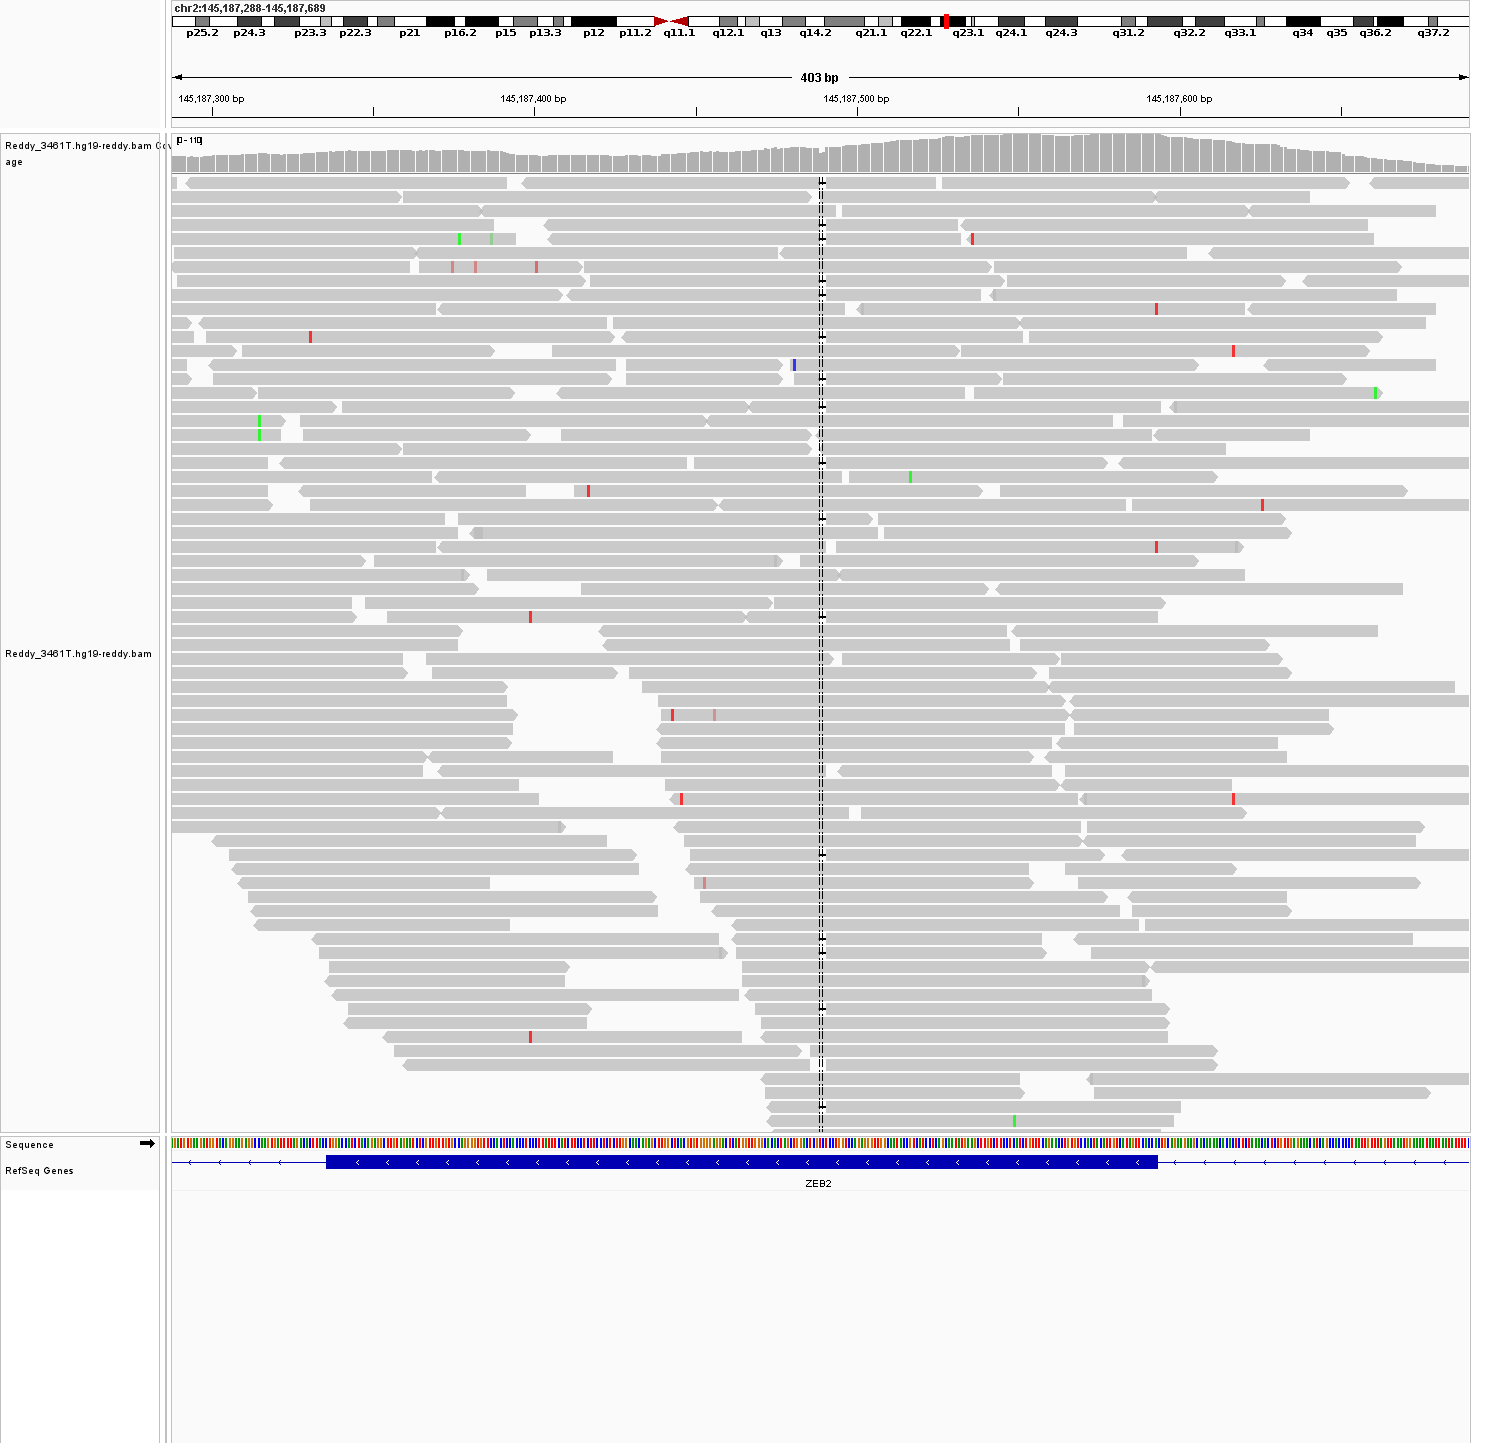 chr2:145,187,288-145,187,689
p25.2 p24.3 p23.3 p22.3 p21 p16.2 p15 p13.3 p12 p11.2 q11.1 q12.1 q13 q14.2 q21.1 q22.1 q23.1 q24.1 q24.3 q31.2 q32.2 q33.1 q34 q35 q36.2 q37.2
403 bp
145,187,300 bp 145,187,400 bp 145,187,500 bp 145,187,600 bp
Reddy_3461T.hg19-reddy.bam Cov
age
[0 - 110]
Reddy_3461T.hg19-reddy.bam
Sequence
RefSeq Genes
ZEB2